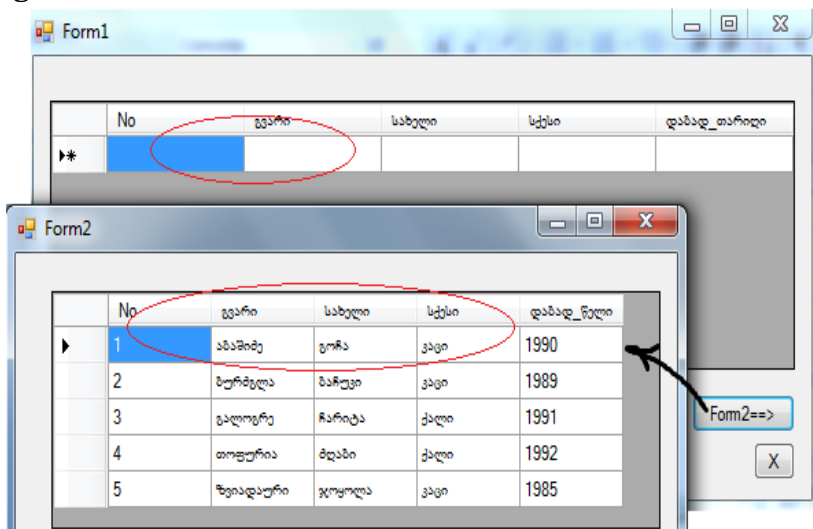 Form1
No გვარი სახელი სქესი დაბად_თარიღი
Form2
No გვარი სახელი სქესი დაბად_წელი
1 აბაშიძე გოჩა კაცი 1990
2 ბურძგლა ბაჩუკი კაცი 1989
3 გალოგრე ჩარიტა ქალი 1991
4 თოფურია მღაბი ქალი 1992
5 ზვიადაური ჯოყოლა კაცი 1985
Form2==>
X